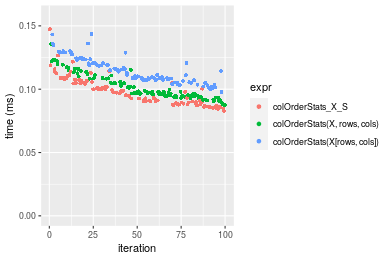 0.15
0.10
0.05
0.00
time (ms)
0
25
50
75
100
iteration
expr
colOrderStats_X_S
colOrderStats(X, rows, cols)
colOrderStats(X[rows, cols])